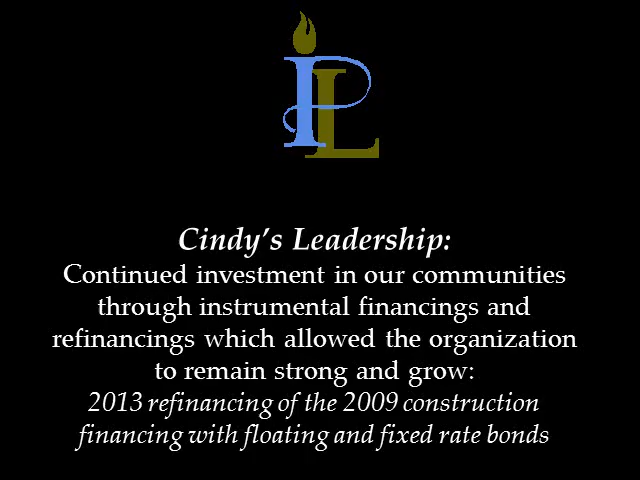 PL
Cindy's Leadership:
Continued investment in our communities
through instrumental financings and
refinancings which allowed the organization
to remain strong and grow:
2013 refinancing of the 2009 construction
financing with floating and fixed rate bonds